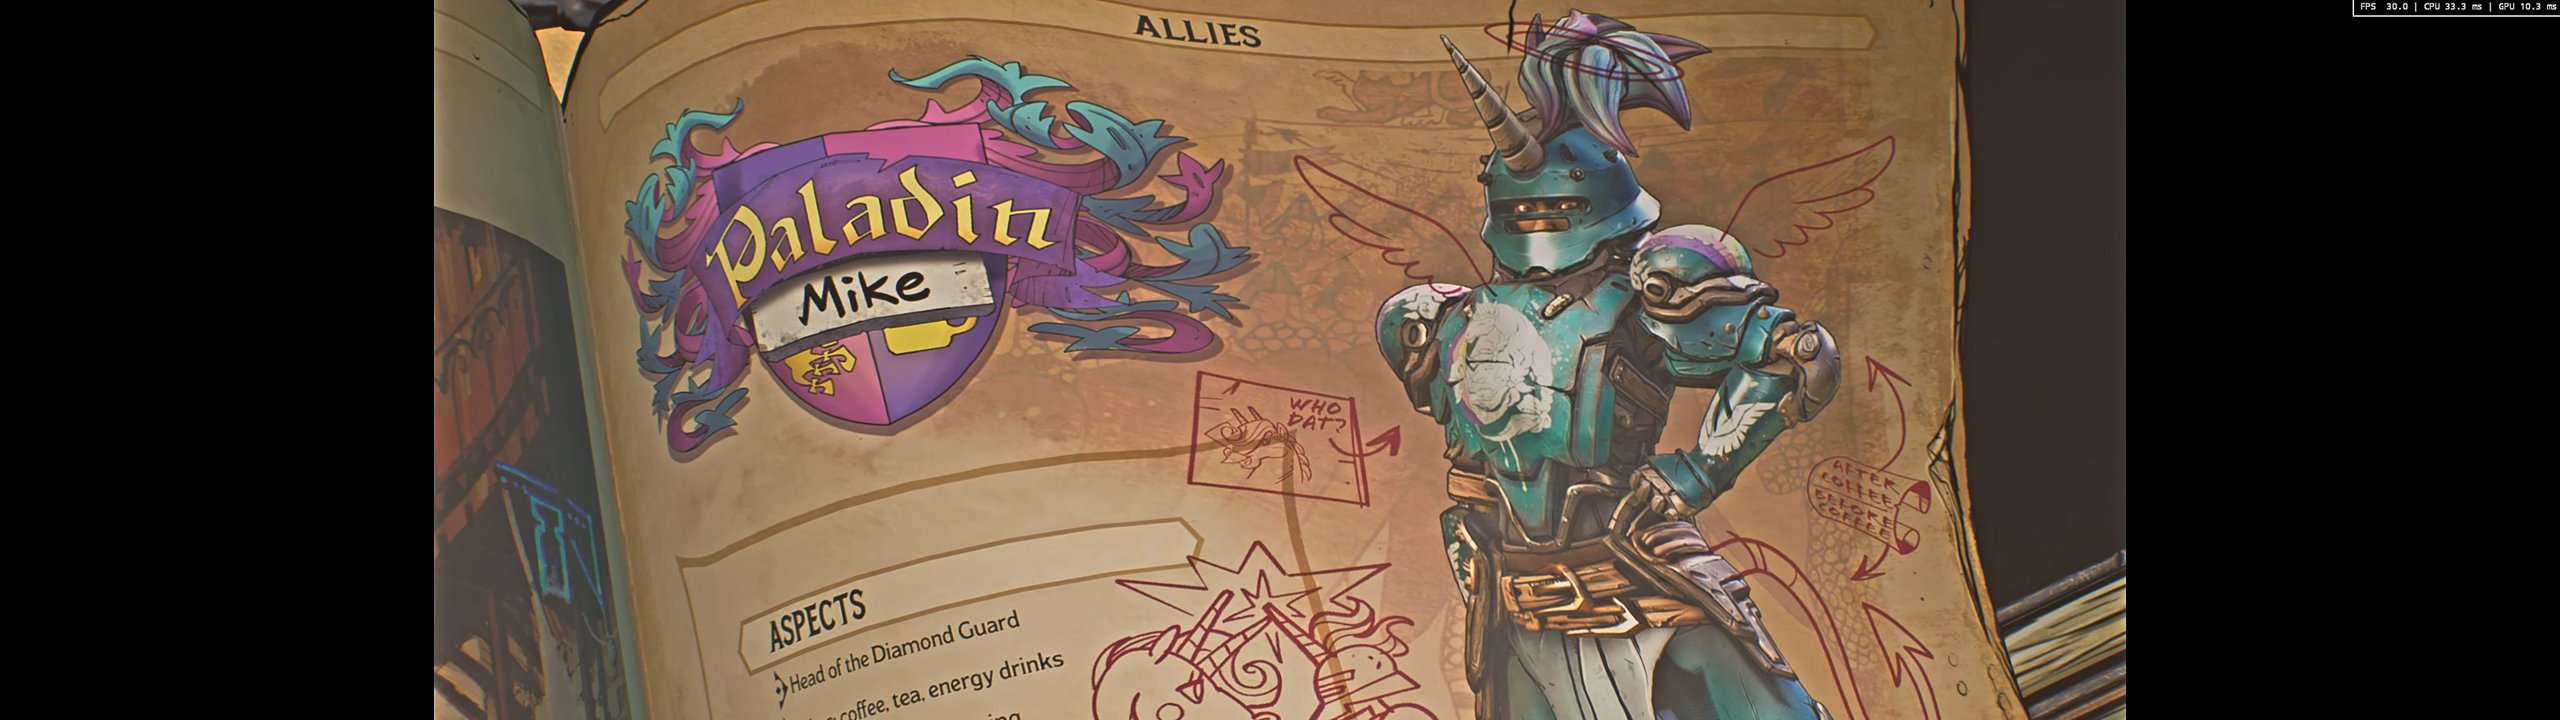 FPS 30.0 | CPU 33.3 ms | GPU 10.3 ms
ALLIES
Paladin
Mike
WHO
DAT?
AFTER
COFFEE
BEFORE
COFFEE
ASPECTS
Head of the Diamond Guard
coffee, tea, energy drinks